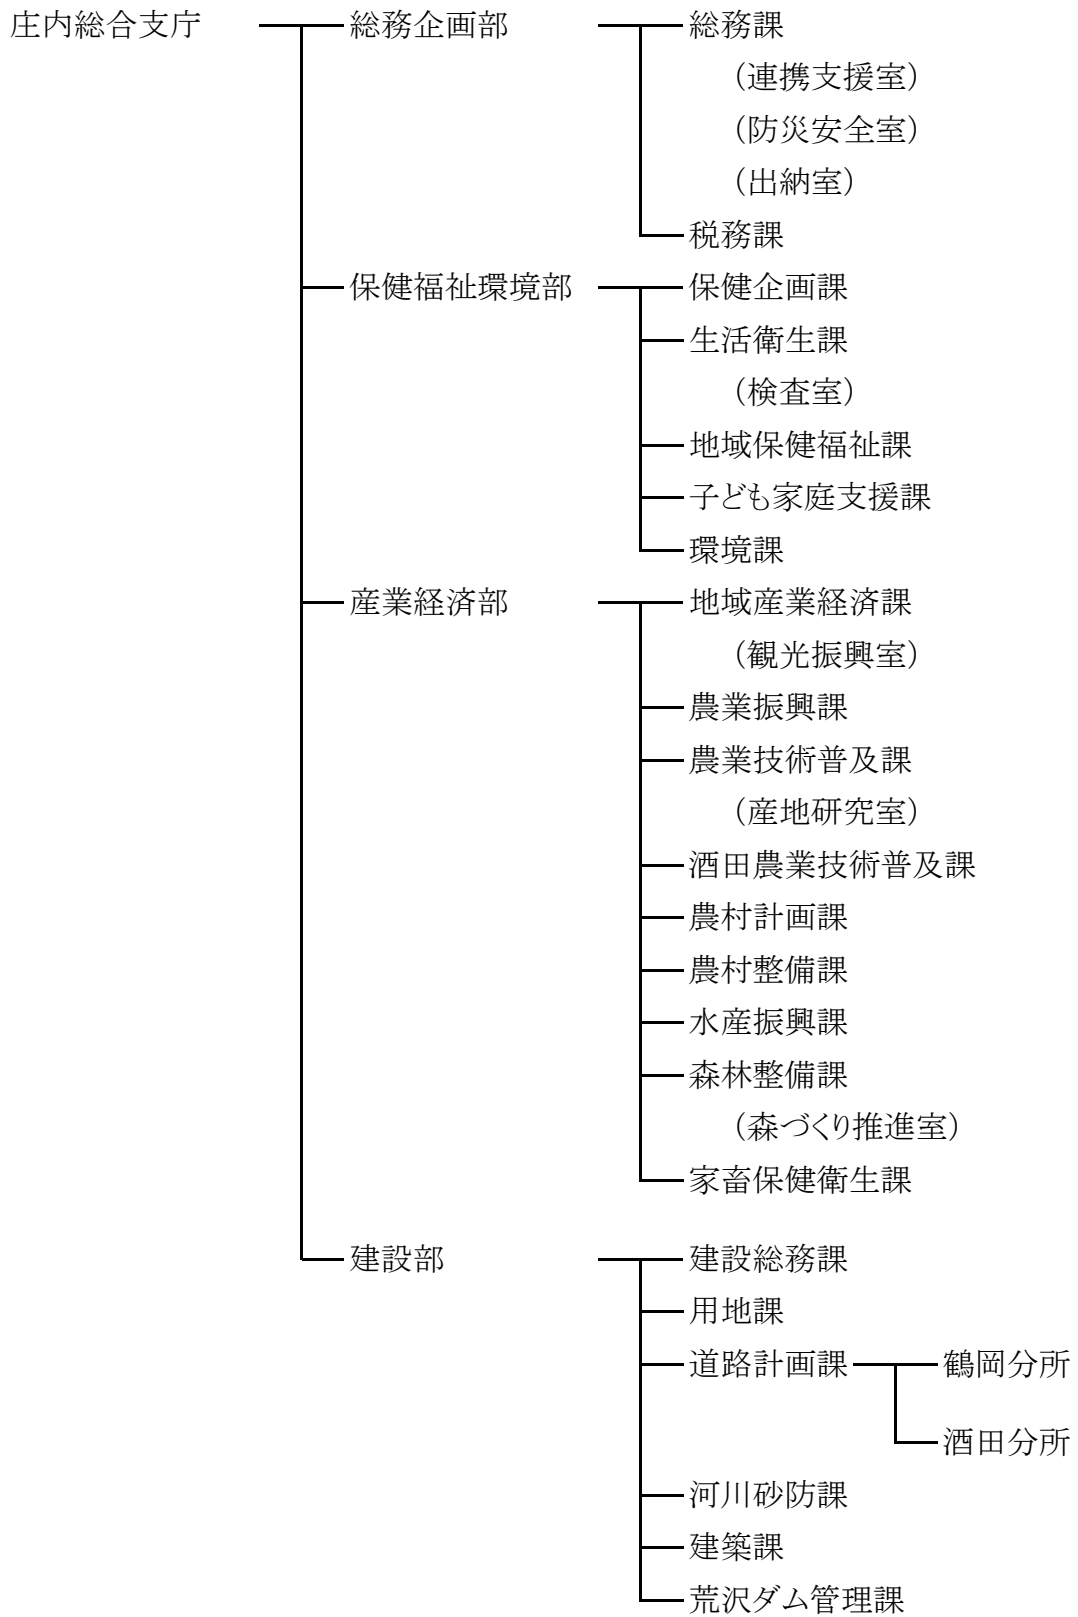 庄内総合支庁 総務企画部 総務課
（連携支援室）
（防災安全室）
（出納室）
税務課
保健福祉環境部 保健企画課
生活衛生課
（検査室）
地域保健福祉課
子ども家庭支援課
環境課
産業経済部 地域産業経済課
（観光振興室）
農業振興課
農業技術普及課
（産地研究室）
酒田農業技術普及課
農村計画課
農村整備課
水産振興課
森林整備課
（森づくり推進室）
家畜保健衛生課
建設部 建設総務課
用地課
道路計画課 鶴岡分所
酒田分所
河川砂防課
建築課
荒沢ダム管理課